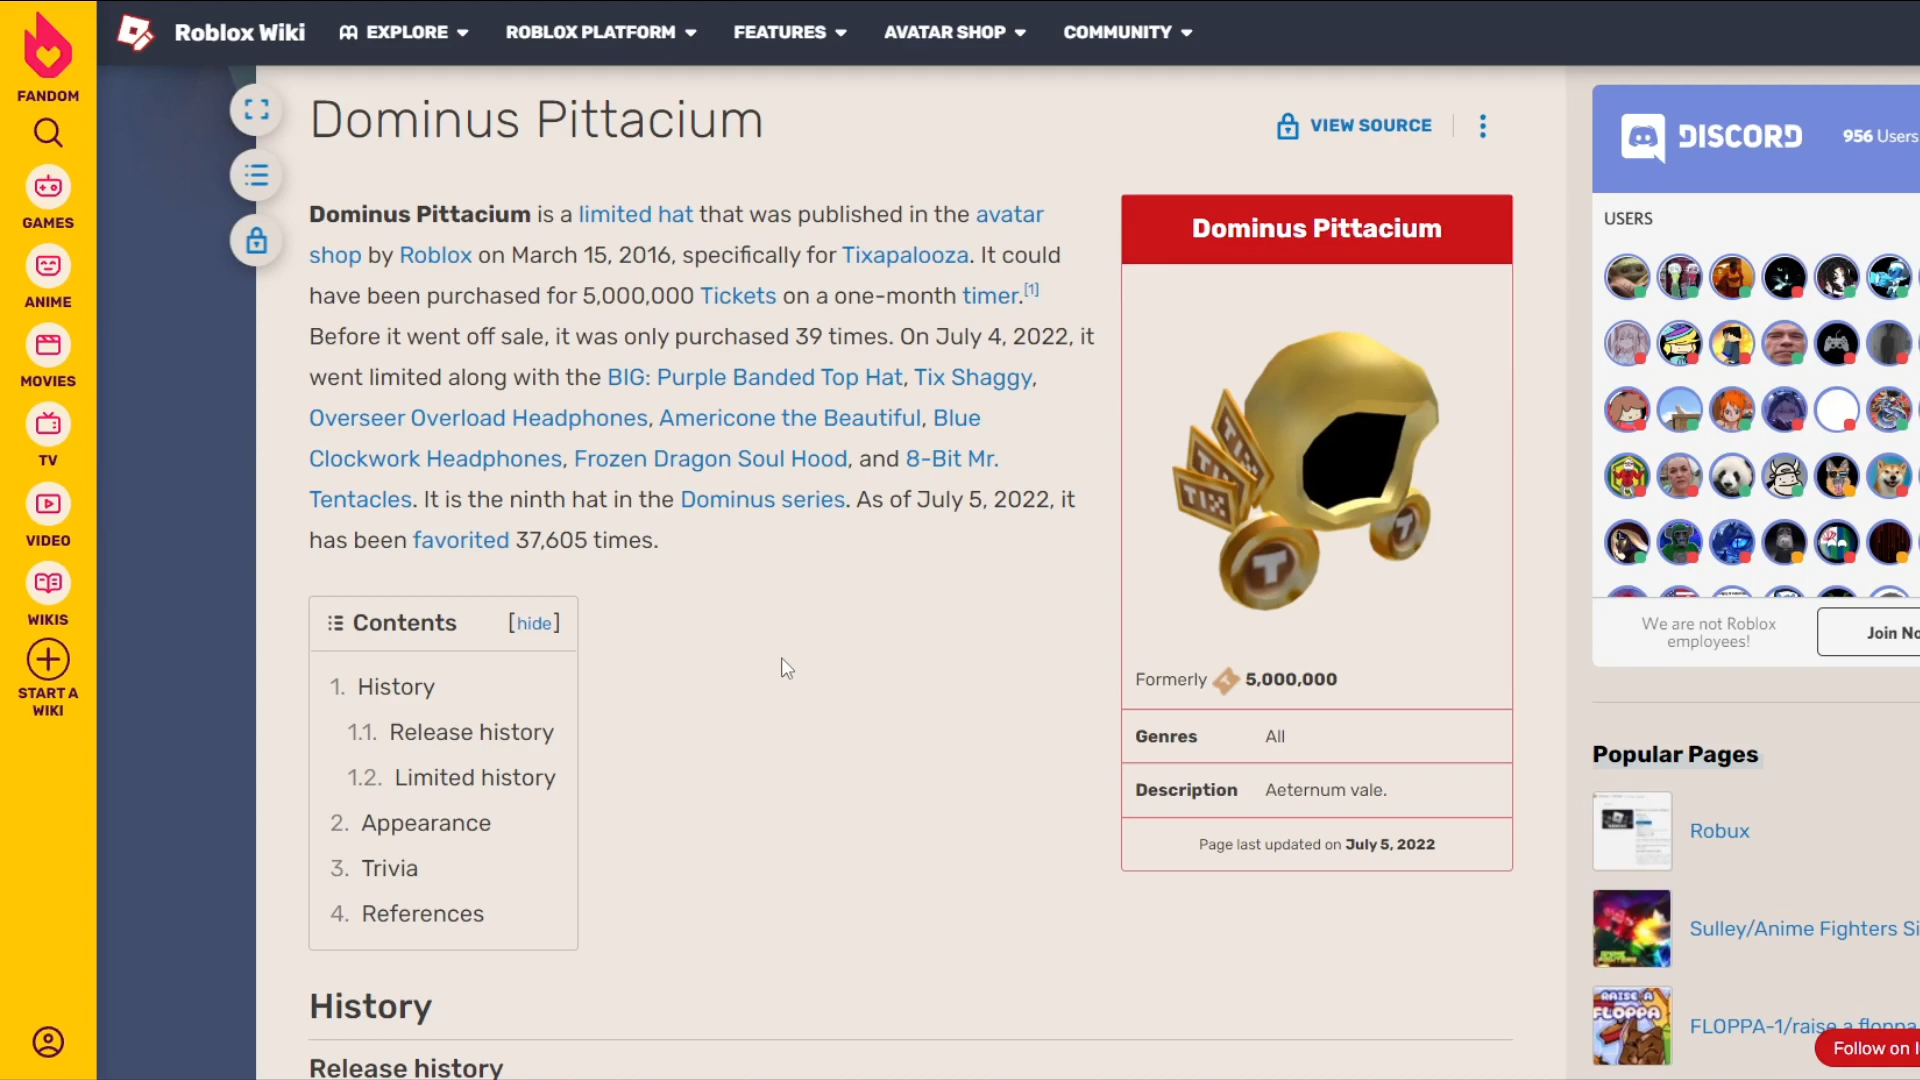 FANDOM
GAMES
ANIME
MOVIES
TV
VIDEO
WIKIS
START A
WIKI
Roblox Wiki
EXPLORE
ROBLOX PLATFORM
FEATURES
AVATAR SHOP
COMMUNITY
Dominus Pittacium
VIEW SOURCE
Dominus Pittacium is a limited hat that was published in the avatar
shop by Roblox on March 15, 2016, specifically for Tixapalooza. It could
have been purchased for 5,000,000 Tickets on a one-month timer.[1]
Before it went off sale, it was only purchased 39 times. On July 4, 2022, it
went limited along with the BIG: Purple Banded Top Hat, Tix Shaggy,
Overseer Overload Headphones, Americone the Beautiful, Blue
Clockwork Headphones, Frozen Dragon Soul Hood, and 8-Bit Mr.
Tentacles. It is the ninth hat in the Dominus series. As of July 5, 2022, it
has been favorited 37,605 times.
Contents [hide]
1. History
1.1. Release history
1.2. Limited history
2. Appearance
3. Trivia
4. References
History
Release history
Dominus Pittacium
TIX
TIX
TIX
T
T
Formerly 5,000,000
Genres All
Description Aeternum vale.
Page last updated on July 5, 2022
DISCORD
956 Users
USERS
We are not Roblox
employees!
Join No
Popular Pages
Robux
Sulley/Anime Fighters Si
RAISE A
FLOPPA
FLOPPA-1/raise a floppa
Follow on I